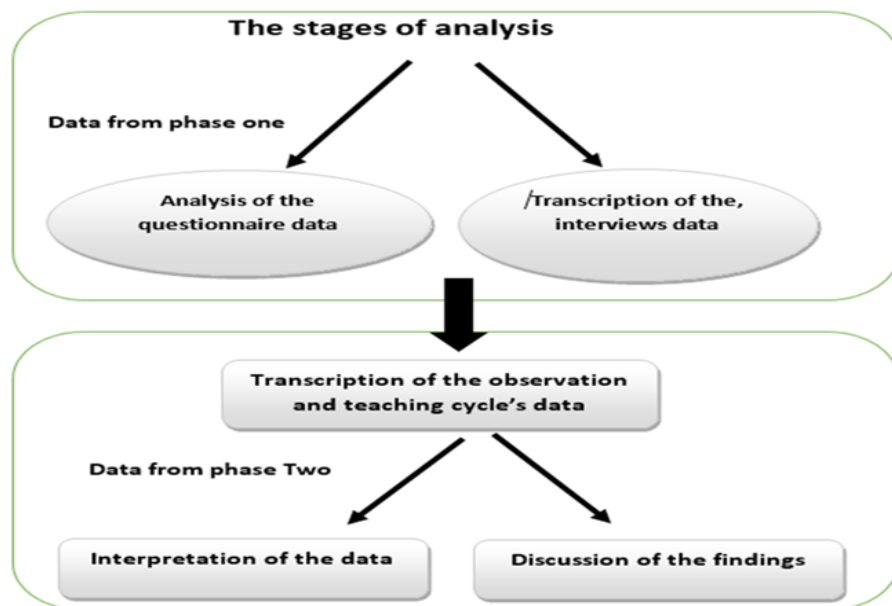 The stages of analysis
Data from phase one
Analysis of the
questionnaire data
/Transcription of the,
interviews data
Transcription of the observation
and teaching cycle's data
Data from phase Two
Interpretation of the data
Discussion of the findings